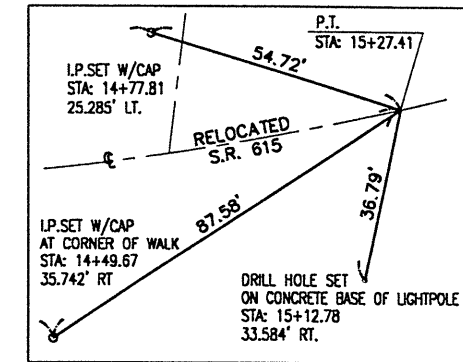 P.T.
STA: 15+27.41
54.72'
I.P.SET W/CAP
STA: 14+77.81
25.285' LT.
RELOCATED
S.R. 615
℄
87.58'
36.79'
I.P.SET W/CAP
AT CORNER OF WALK
STA: 14+49.67
35.742' RT
DRILL HOLE SET
ON CONCRETE BASE OF LIGHTPOLE
STA: 15+12.78
33.584' RT.